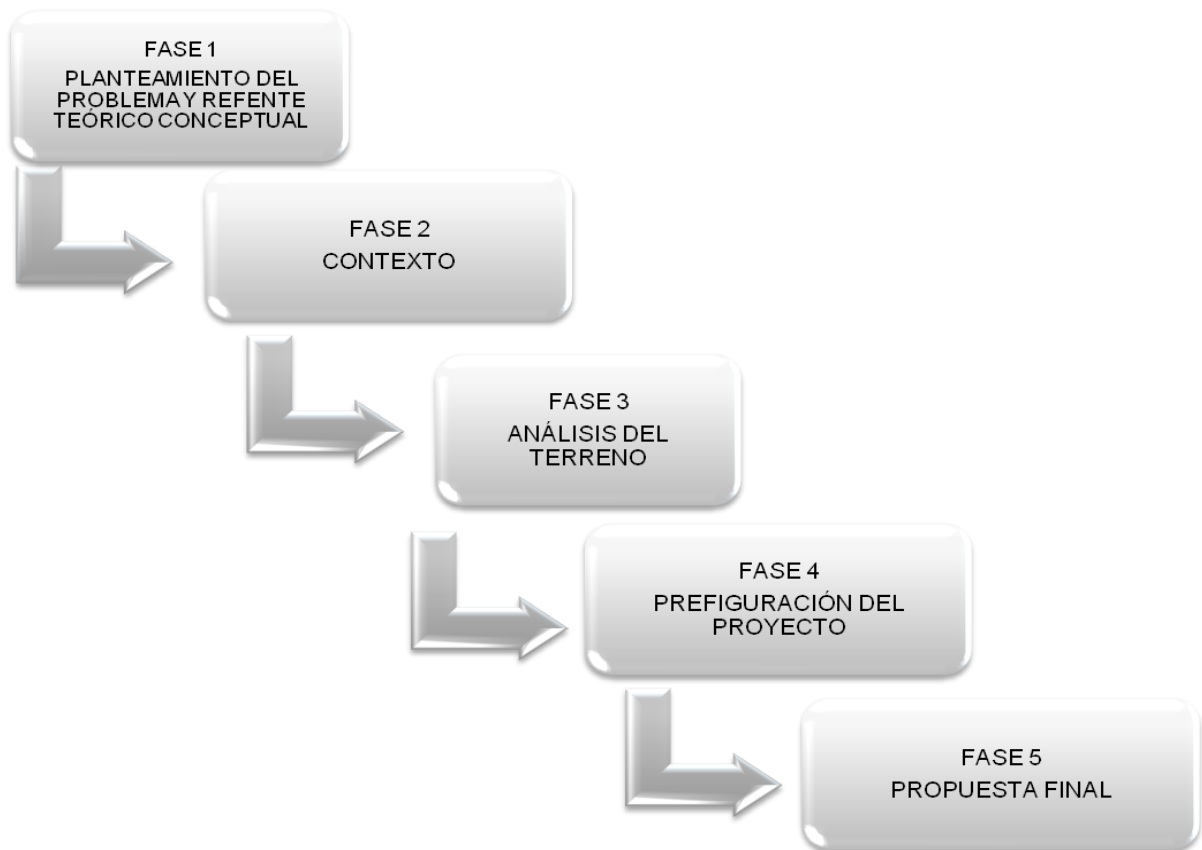 FASE 1
PLANTEAMIENTO DEL
PROBLEMA Y REFENTE
TEÓRICO CONCEPTUAL
FASE 2
CONTEXTO
FASE 3
ANÁLISIS DEL
TERRENO
FASE 4
PREFIGURACIÓN DEL
PROYECTO
FASE 5
PROPUESTA FINAL